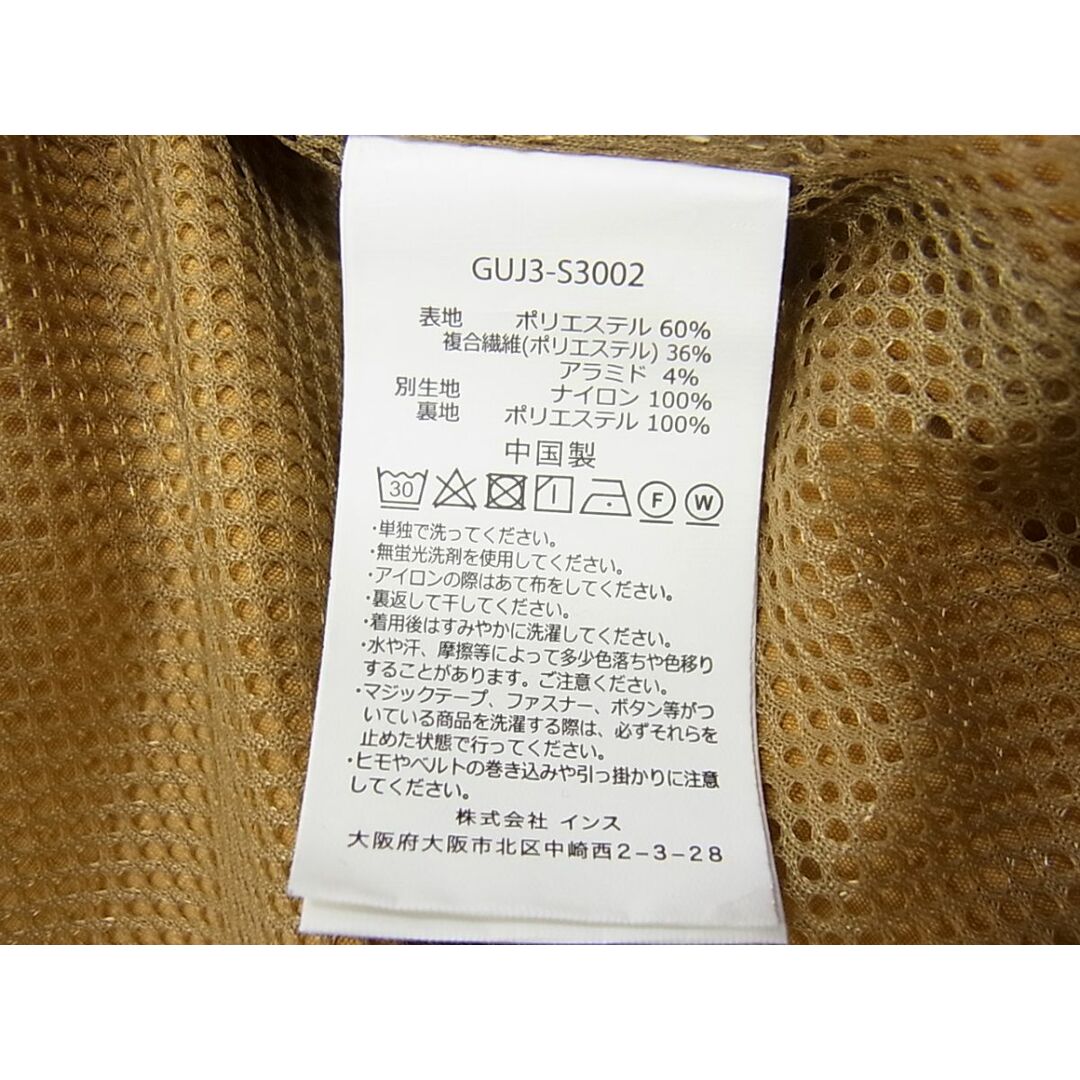 GUJ3-S3002
表地 ポリエステル 60%
複合繊維(ポリエステル) 36%
アラミド 4%
別生地 ナイロン 100%
裏地 ポリエステル 100%
中国製
30 F W
・単独で洗ってください。
・無蛍光洗剤を使用してください。
・アイロンの際はあて布をしてください。
・裏返して干してください。
・着用後はすみやかに洗濯してください。
・水や汗、摩擦等によって多少色落ちや色移り
することがあります。ご注意ください。
・マジックテープ、ファスナー、ボタン等がつ
いている商品を洗濯する際は、必ずそれらを
止めた状態で行ってください。
・ヒモやベルトの巻き込みや引っ掛かりに注意
してください。
株式会社 インス
大阪府大阪市北区中崎西2-3-28